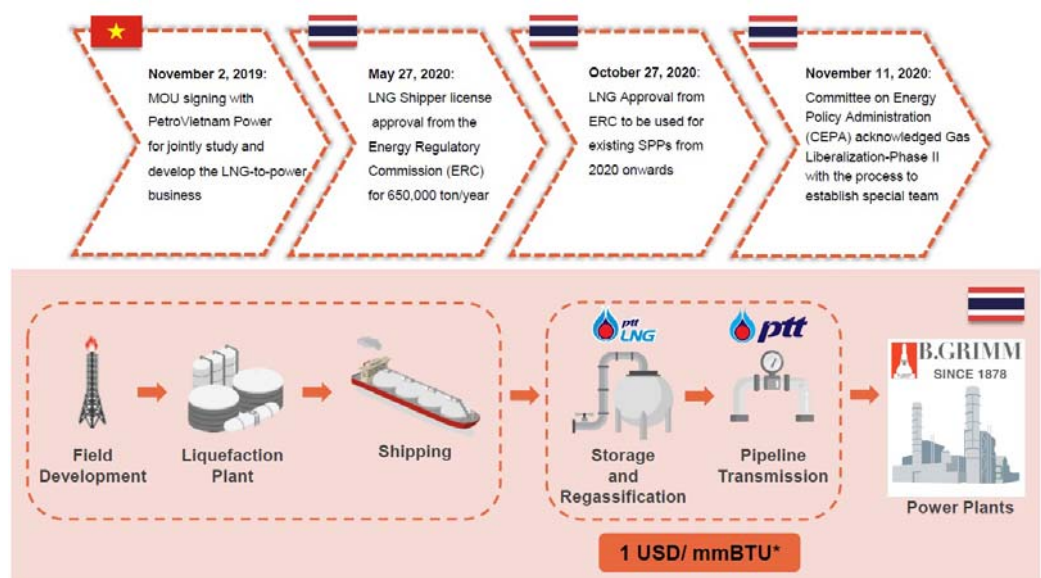 November 2, 2019:
MOU signing with
PetroVietnam Power
for jointly study and
develop the LNG-to-power
business
May 27, 2020:
LNG Shipper license
approval from the
Energy Regulatory
Commission (ERC)
for 650,000 ton/year
October 27, 2020:
LNG Approval from
ERC to be used for
existing SPPs from
2020 onwards
November 11, 2020:
Committee on Energy
Policy Administration
(CEPA) acknowledged Gas
Liberalization-Phase II
with the process to
establish special team
Field
Development
Liquefaction
Plant
Shipping
ptt
LNG
Storage
and
Regassification
ptt
Pipeline
Transmission
B.GRIMM
SINCE 1878
Power Plants
1 USD/ mmBTU*